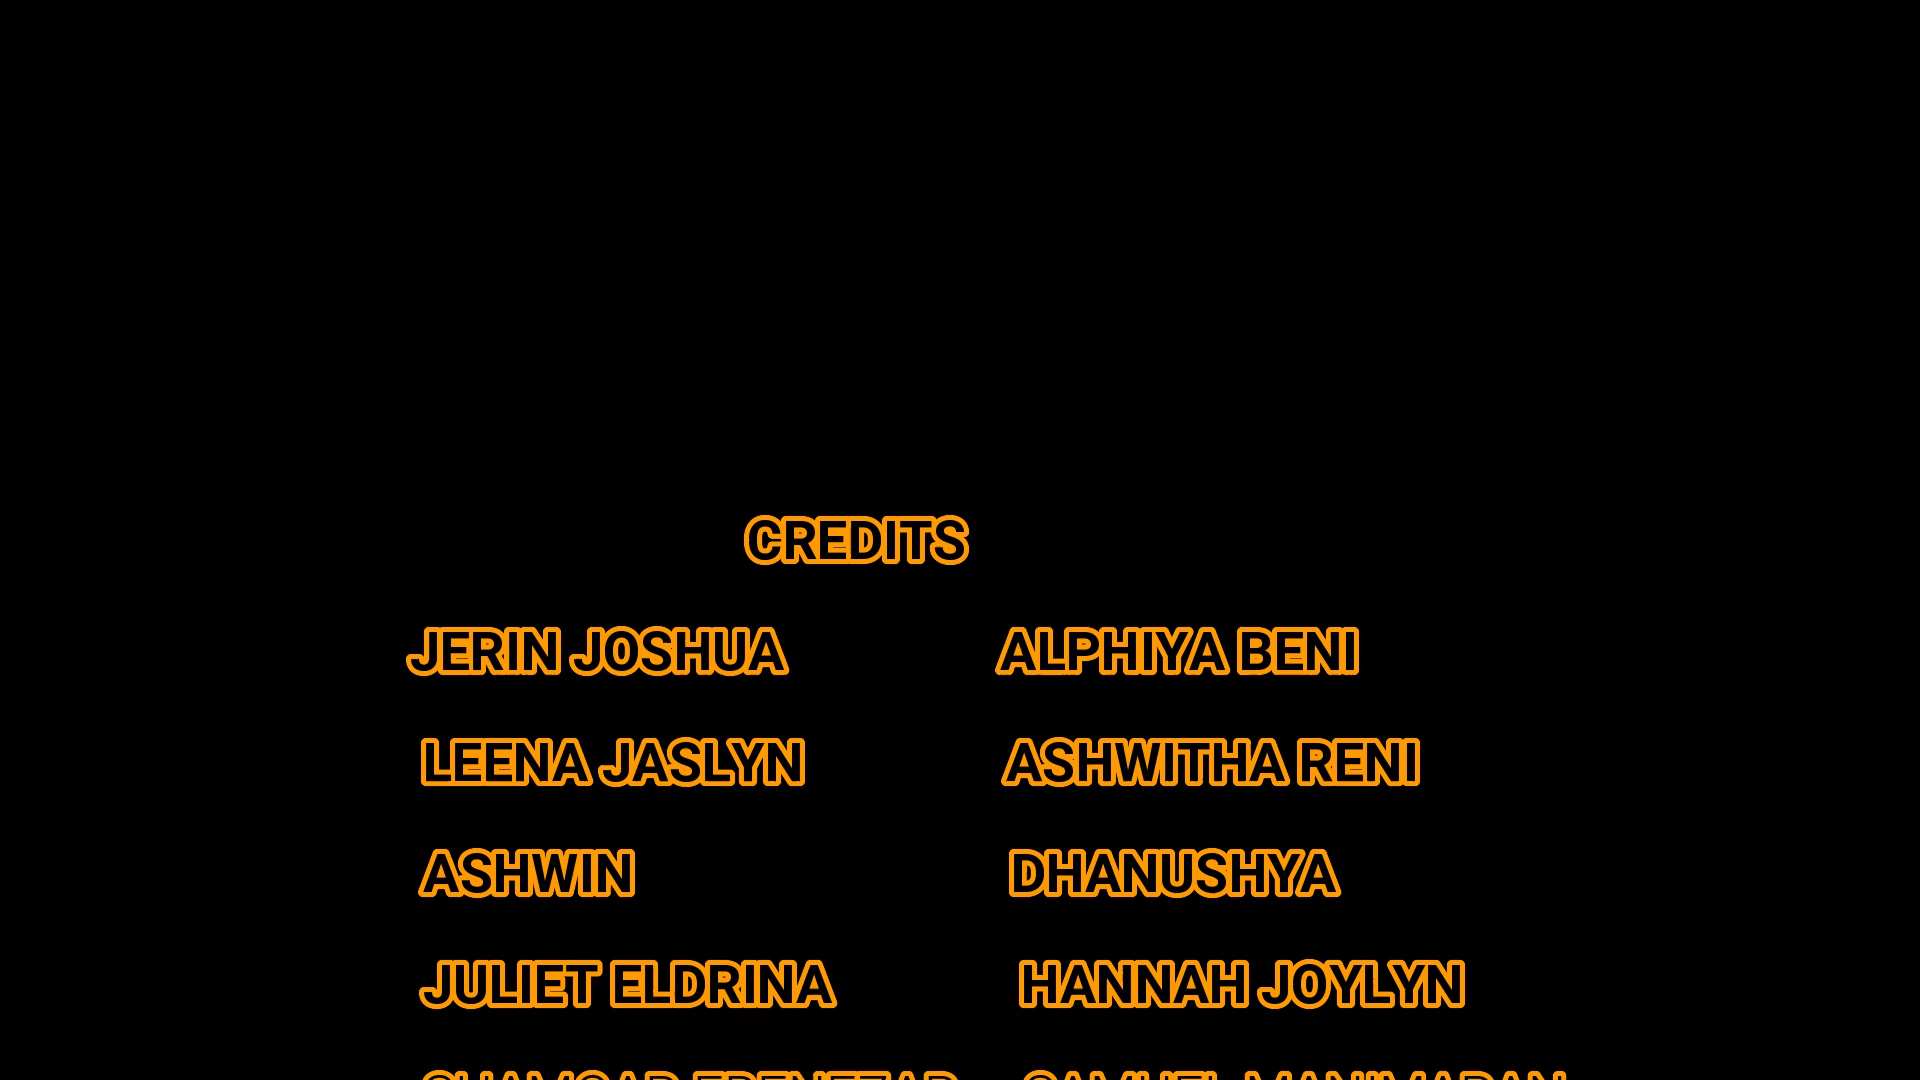 CREDITS
JERIN JOSHUA ALPHIYA BENI
LEENA JASLYN ASHWITHA RENI
ASHWIN DHANUSHYA
JULIET ELDRINA HANNAH JOYLYN